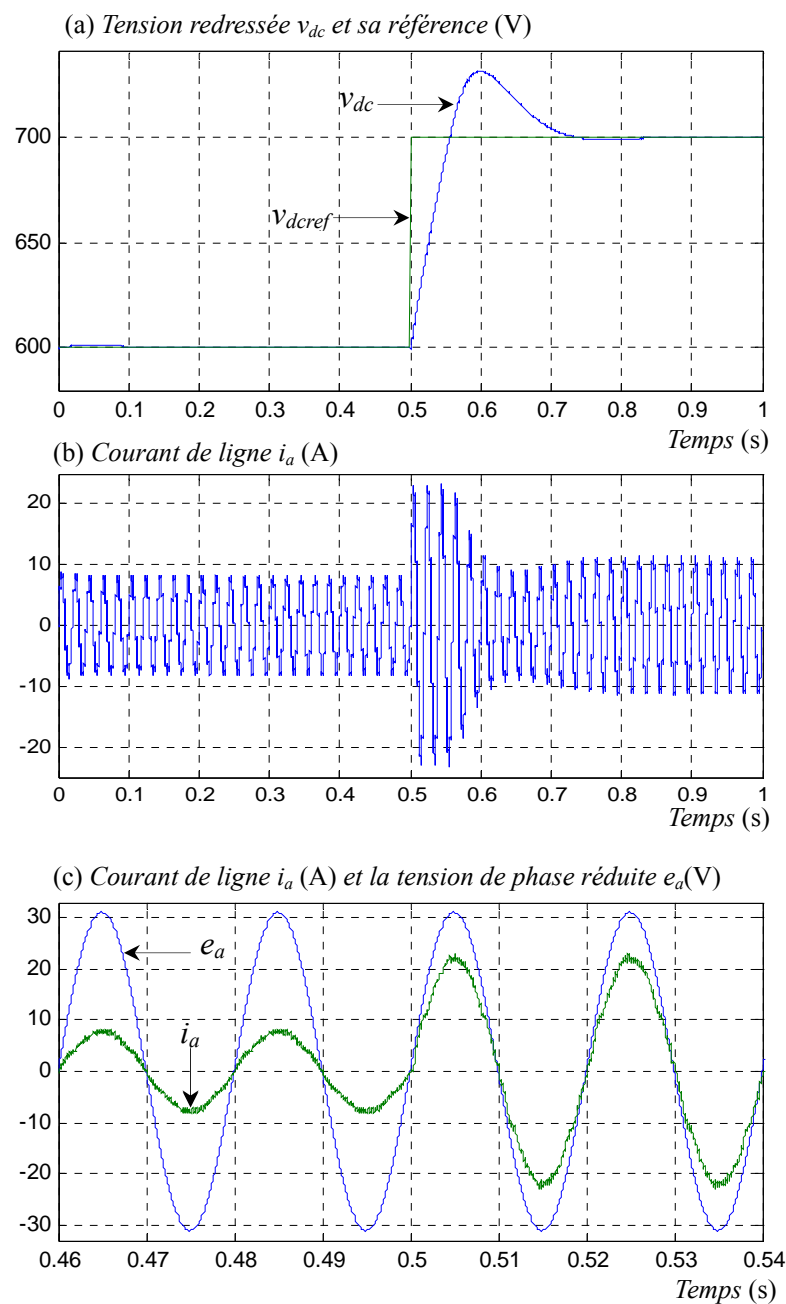 (a) Tension redressée vdc et sa référence (V)
vdc
700
vdcref
650
600
0 0.1 0.2 0.3 0.4 0.5 0.6 0.7 0.8 0.9 1
Temps (s)
(b) Courant de ligne ia (A)
20
10
0
-10
-20
0 0.1 0.2 0.3 0.4 0.5 0.6 0.7 0.8 0.9 1
Temps (s)
(c) Courant de ligne ia (A) et la tension de phase réduite ea(V)
30
ea
20
10
ia
0
-10
-20
-30
0.46 0.47 0.48 0.49 0.5 0.51 0.52 0.53 0.54
Temps (s)